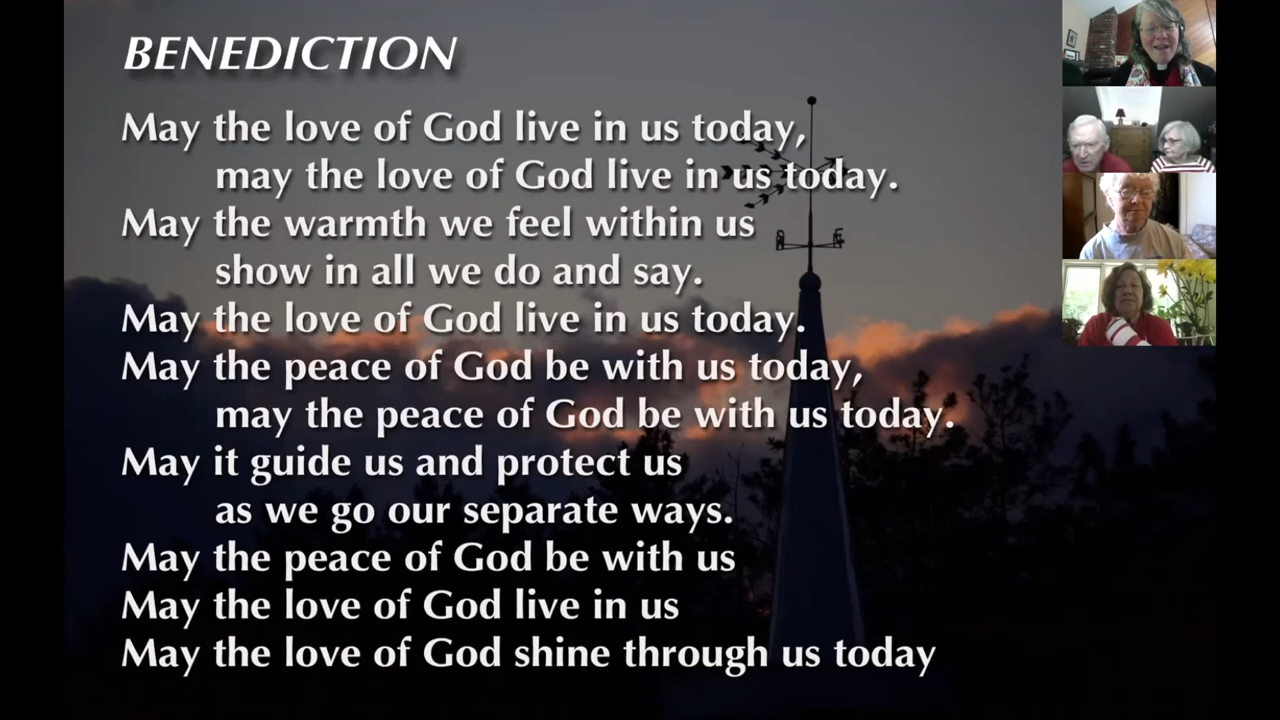 BENEDICTION
May the love of God live in us today,
may the love of God live in us today.
May the warmth we feel within us
show in all we do and say.
May the love of God live in us today.
May the peace of God be with us today,
may the peace of God be with us today.
May it guide us and protect us
as we go our separate ways.
May the peace of God be with us
May the love of God live in us
May the love of God shine through us today